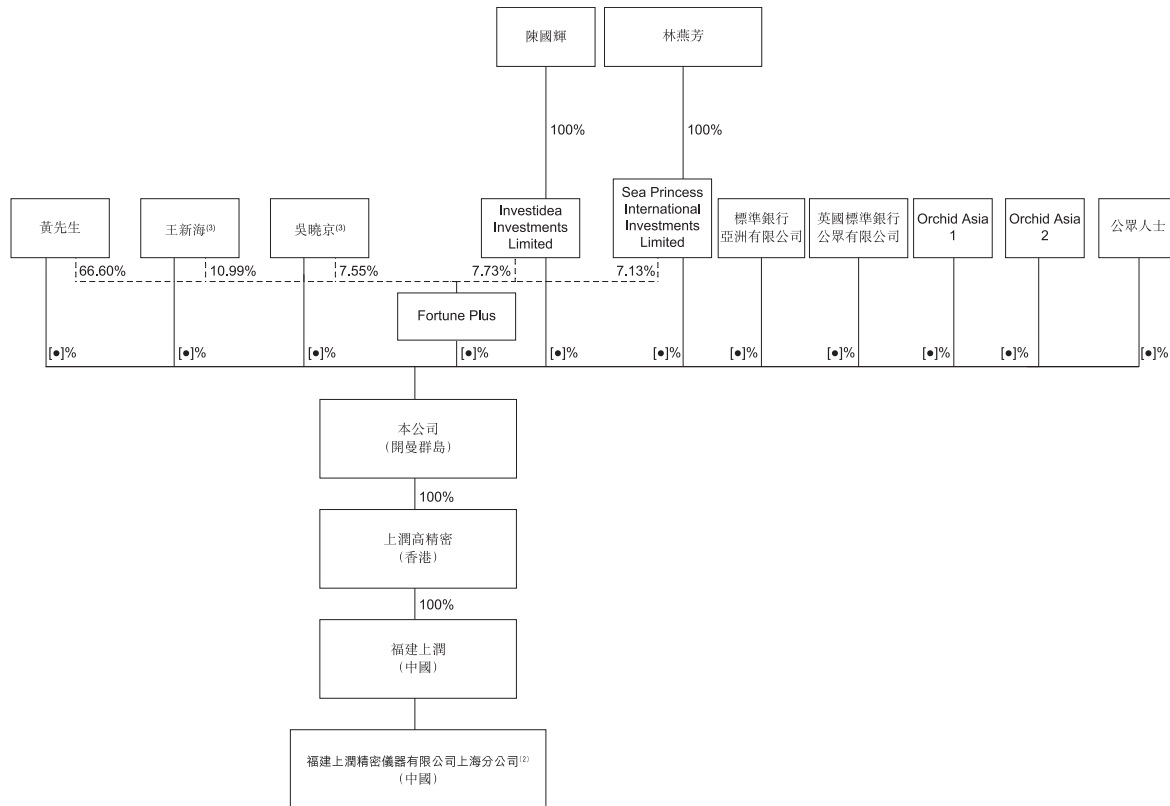 陳國輝
林燕芳
100%
100%
黃先生
王新海(3)
吳曉京(3)
Investidea
Investments
Limited
Sea Princess
International
Investments
Limited
標準銀行
亞洲有限公司
英國標準銀行
公眾有限公司
Orchid Asia
1
Orchid Asia
2
公眾人士
66.60%
10.99%
7.55%
7.73%
7.13%
Fortune Plus
[●]%
[●]%
[●]%
[●]%
[●]%
[●]%
[●]%
[●]%
[●]%
[●]%
[●]%
本公司
(開曼群島)
100%
上潤高精密
(香港)
100%
福建上潤
(中國)
福建上潤精密儀器有限公司上海分公司(2)
(中國)